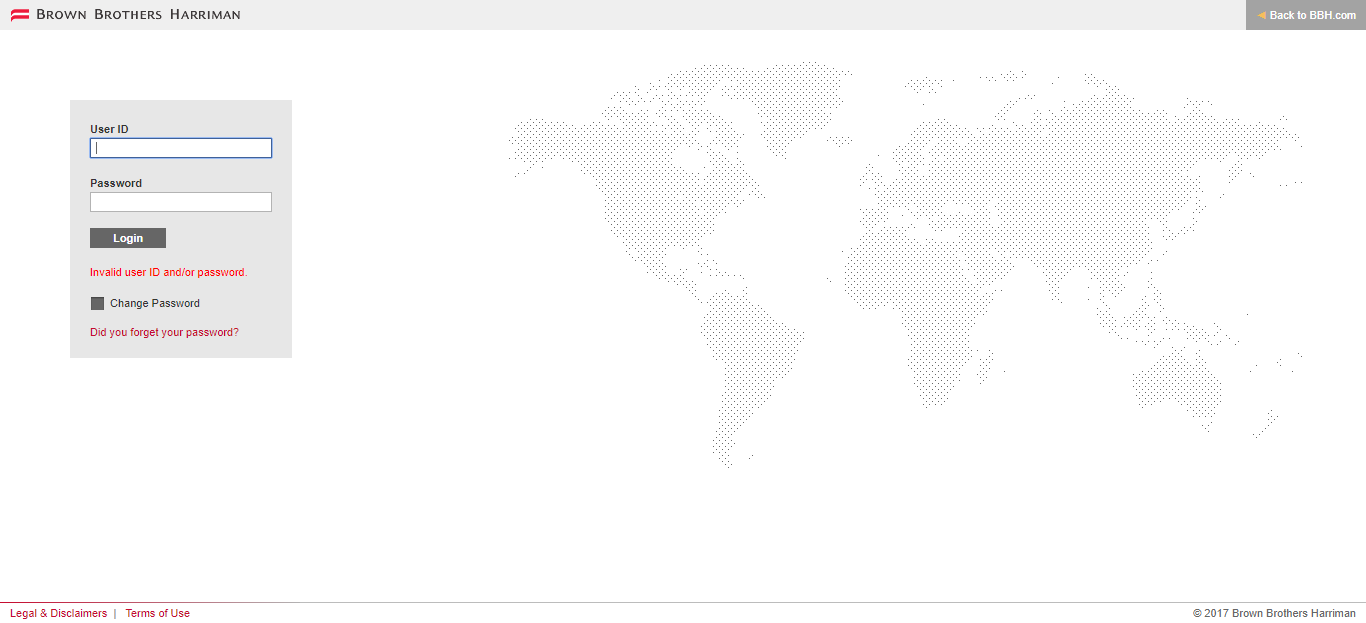 Brown Brothers Harriman
Back to BBH.com
User ID
Password
Login
Invalid user ID and/or password.
Change Password
Did you forget your password?
Legal & Disclaimers | Terms of Use
© 2017 Brown Brothers Harriman